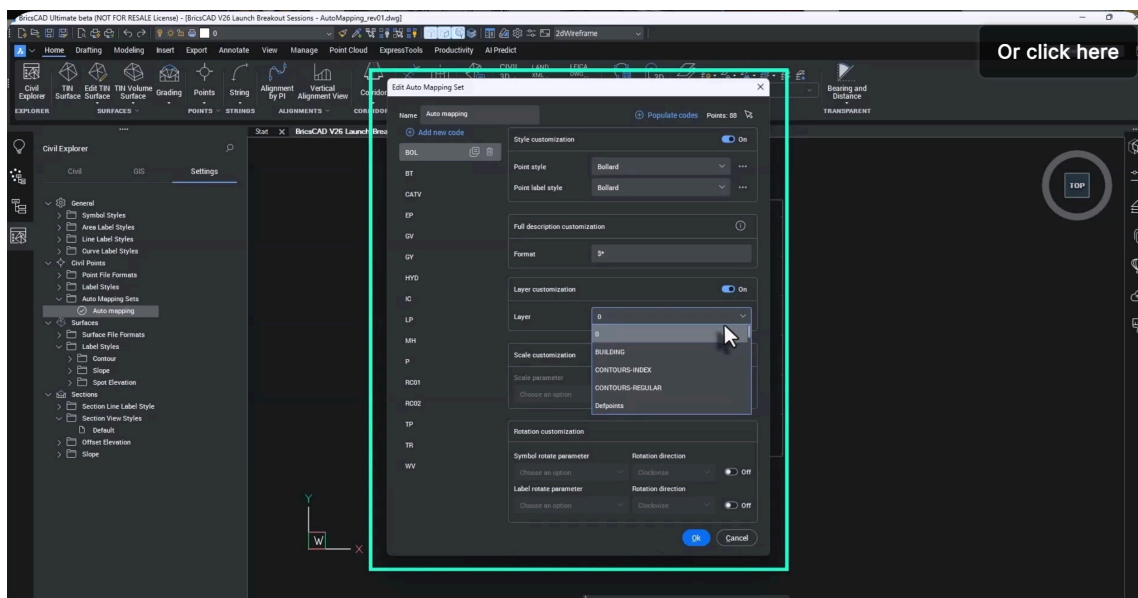 BricsCAD Ultimate beta (NOT FOR RESALE License) - [BricsCAD V26 Launch Breakout Sessions - AutoMapping_rev01.dwg]
0
2dWireframe
Or click here
Home Drafting Modeling Insert Export Annotate View Manage Point Cloud ExpressTools Productivity AI Predict
Civil Explorer
TIN Surface
Edit TIN Surface
TIN Volume Surface
Grading
Points
String
Alignment by PI
Vertical Alignment View
Bearing and Distance
EXPLORER SURFACES POINTS STRINGS ALIGNMENTS TRANSPARENT
Start
Civil Explorer
Civil GIS Settings
General
Symbol Styles
Area Label Styles
Line Label Styles
Curve Label Styles
Civil Points
Point File Formats
Label Styles
Auto Mapping Sets
Auto mapping
Surfaces
Surface File Formats
Label Styles
Contour
Slope
Spot Elevation
Sections
Section Line Label Style
Section View Styles
Default
Offset Elevation
Slope
Edit Auto Mapping Set
Name Auto mapping
Populate codes Points: 88
Add new code
BOL
BT
CATV
EP
GV
GY
HYD
IC
LP
MH
P
RC01
RC02
TP
TR
WV
Style customization On
Point style Bollard
Point label style Bollard
Full description customization
Format $*
Layer customization On
Layer 0
0
BUILDING
CONTOURS-INDEX
CONTOURS-REGULAR
Defpoints
Scale customization
Scale parameter
Choose an option
Rotation customization
Symbol rotate parameter Rotation direction
Choose an option Clockwise Off
Label rotate parameter Rotation direction
Choose an option Clockwise Off
Ok Cancel
TOP
Y
W
X